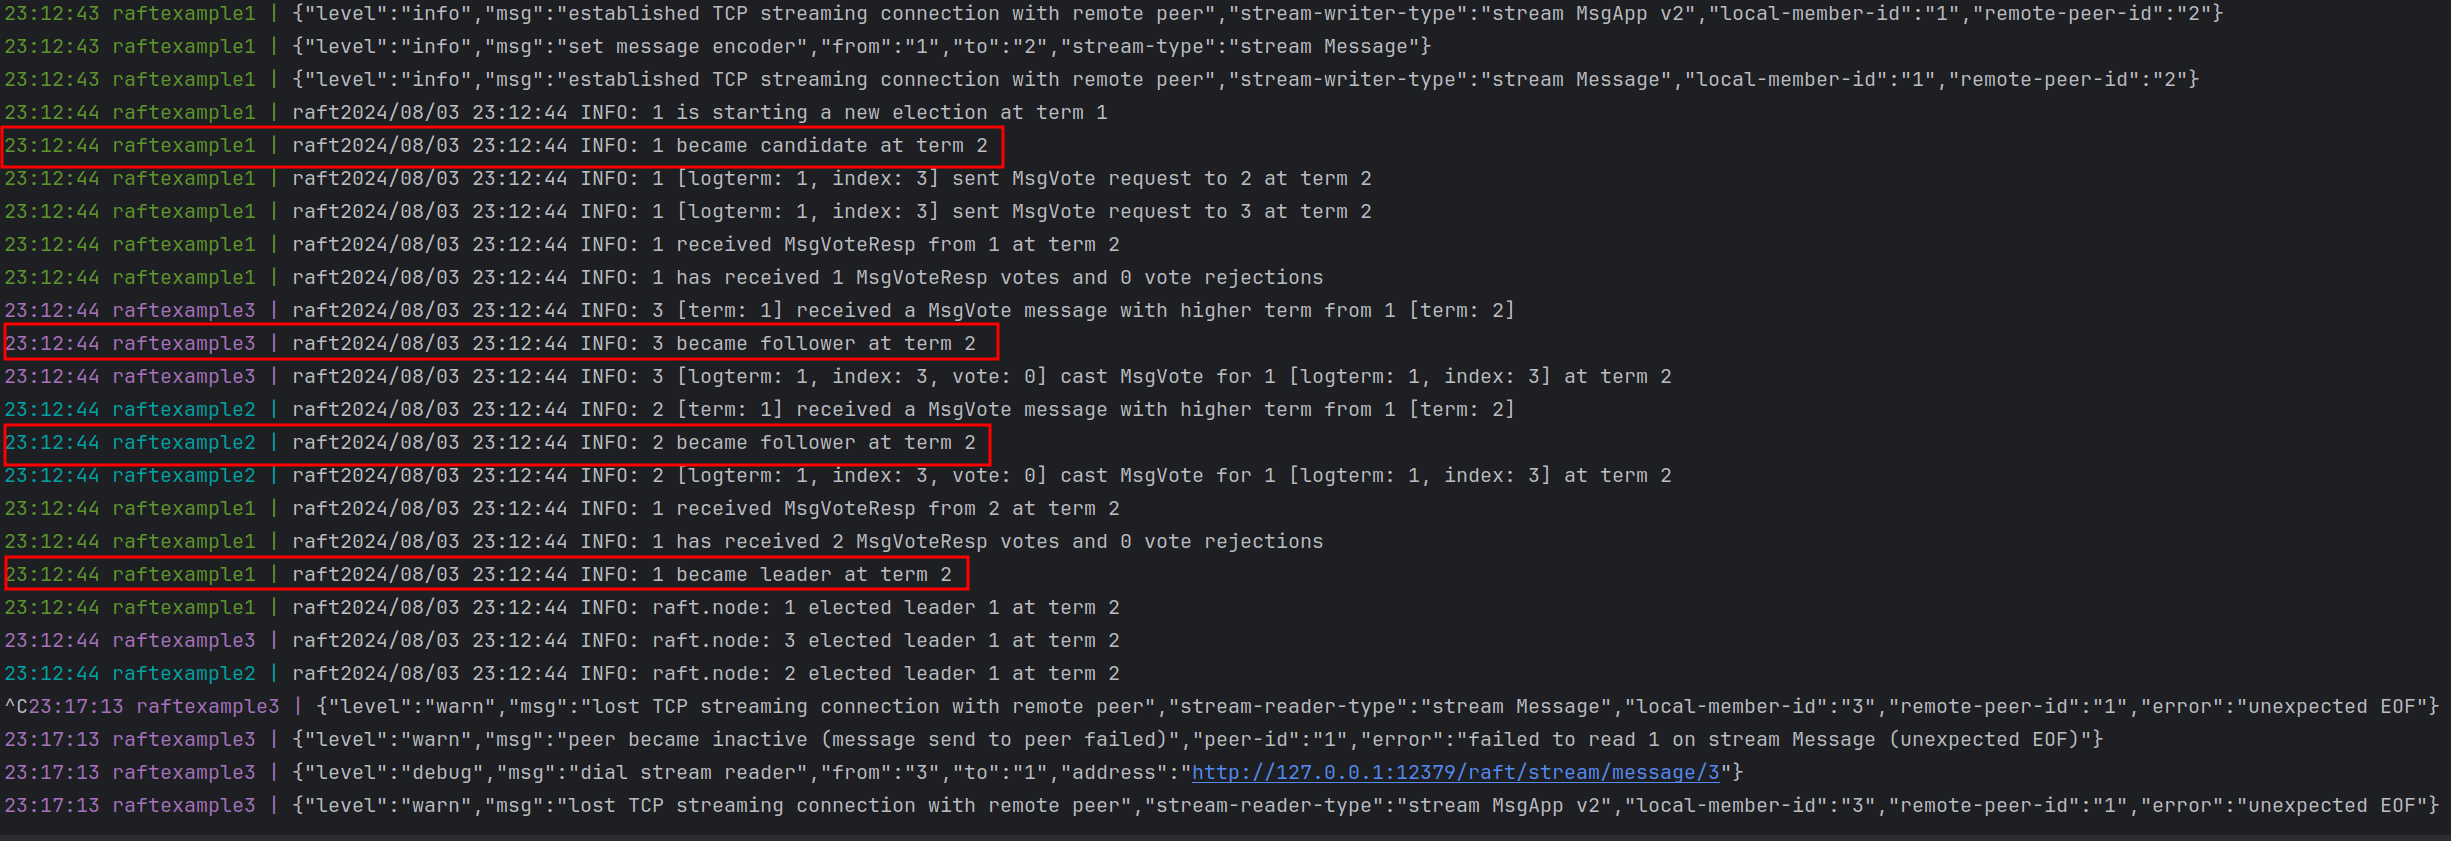 23:12:43 raftexample1 | {"level":"info","msg":"established TCP streaming connection with remote peer","stream-writer-type":"stream MsgApp v2","local-member-id":"1","remote-peer-id":"2"}
23:12:43 raftexample1 | {"level":"info","msg":"set message encoder","from":"1","to":"2","stream-type":"stream Message"}
23:12:43 raftexample1 | {"level":"info","msg":"established TCP streaming connection with remote peer","stream-writer-type":"stream Message","local-member-id":"1","remote-peer-id":"2"}
23:12:44 raftexample1 | raft2024/08/03 23:12:44 INFO: 1 is starting a new election at term 1
23:12:44 raftexample1 | raft2024/08/03 23:12:44 INFO: 1 became candidate at term 2
23:12:44 raftexample1 | raft2024/08/03 23:12:44 INFO: 1 [logterm: 1, index: 3] sent MsgVote request to 2 at term 2
23:12:44 raftexample1 | raft2024/08/03 23:12:44 INFO: 1 [logterm: 1, index: 3] sent MsgVote request to 3 at term 2
23:12:44 raftexample1 | raft2024/08/03 23:12:44 INFO: 1 received MsgVoteResp from 1 at term 2
23:12:44 raftexample1 | raft2024/08/03 23:12:44 INFO: 1 has received 1 MsgVoteResp votes and 0 vote rejections
23:12:44 raftexample3 | raft2024/08/03 23:12:44 INFO: 3 [term: 1] received a MsgVote message with higher term from 1 [term: 2]
23:12:44 raftexample3 | raft2024/08/03 23:12:44 INFO: 3 became follower at term 2
23:12:44 raftexample3 | raft2024/08/03 23:12:44 INFO: 3 [logterm: 1, index: 3, vote: 0] cast MsgVote for 1 [logterm: 1, index: 3] at term 2
23:12:44 raftexample2 | raft2024/08/03 23:12:44 INFO: 2 [term: 1] received a MsgVote message with higher term from 1 [term: 2]
23:12:44 raftexample2 | raft2024/08/03 23:12:44 INFO: 2 became follower at term 2
23:12:44 raftexample2 | raft2024/08/03 23:12:44 INFO: 2 [logterm: 1, index: 3, vote: 0] cast MsgVote for 1 [logterm: 1, index: 3] at term 2
23:12:44 raftexample1 | raft2024/08/03 23:12:44 INFO: 1 received MsgVoteResp from 2 at term 2
23:12:44 raftexample1 | raft2024/08/03 23:12:44 INFO: 1 has received 2 MsgVoteResp votes and 0 vote rejections
23:12:44 raftexample1 | raft2024/08/03 23:12:44 INFO: 1 became leader at term 2
23:12:44 raftexample1 | raft2024/08/03 23:12:44 INFO: raft.node: 1 elected leader 1 at term 2
23:12:44 raftexample3 | raft2024/08/03 23:12:44 INFO: raft.node: 3 elected leader 1 at term 2
23:12:44 raftexample2 | raft2024/08/03 23:12:44 INFO: raft.node: 2 elected leader 1 at term 2
^C23:17:13 raftexample3 | {"level":"warn","msg":"lost TCP streaming connection with remote peer","stream-reader-type":"stream Message","local-member-id":"3","remote-peer-id":"1","error":"unexpected EOF"}
23:17:13 raftexample3 | {"level":"warn","msg":"peer became inactive (message send to peer failed)","peer-id":"1","error":"failed to read 1 on stream Message (unexpected EOF)"}
23:17:13 raftexample3 | {"level":"debug","msg":"dial stream reader","from":"3","to":"1","address":"http://127.0.0.1:12379/raft/stream/message/3"}
23:17:13 raftexample3 | {"level":"warn","msg":"lost TCP streaming connection with remote peer","stream-reader-type":"stream MsgApp v2","local-member-id":"3","remote-peer-id":"1","error":"unexpected EOF"}